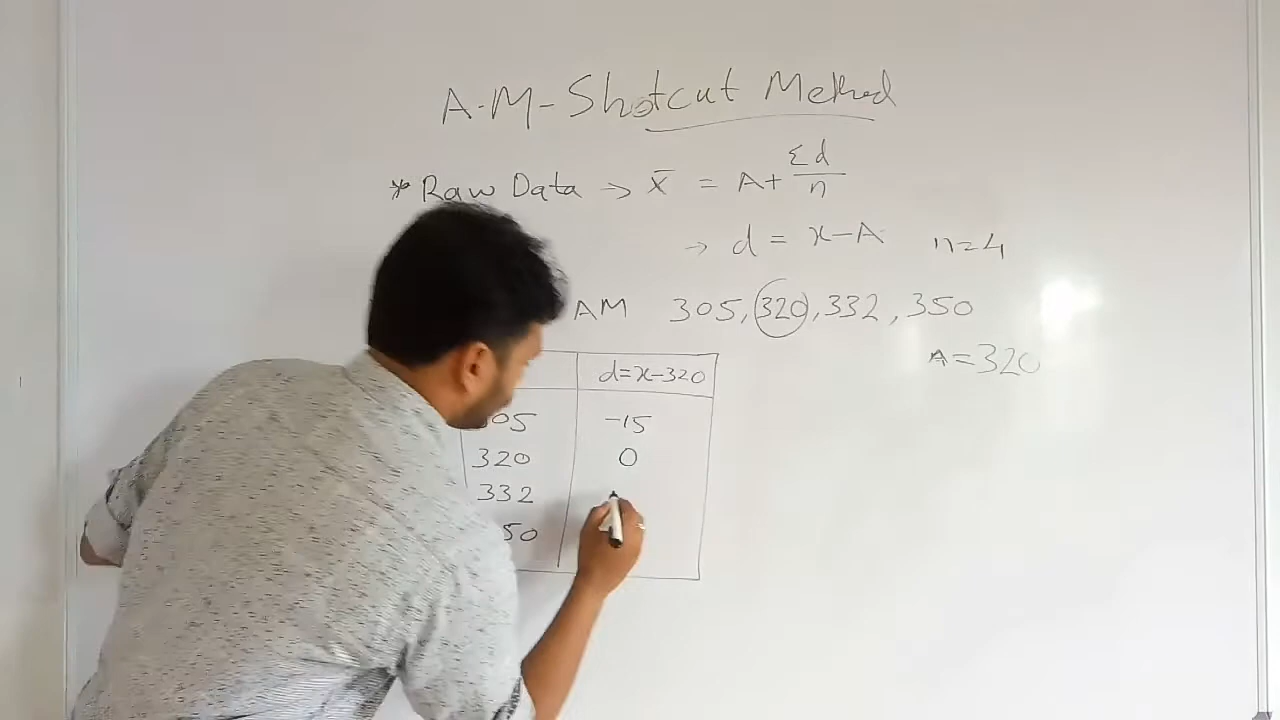 A.M-Shotcut Method
* Raw Data → x̄ = A+ Σd/n
→ d = x-A n=4
AM 305, 320, 332, 350
A=320
d=x-320
05 -15
320 0
332
50